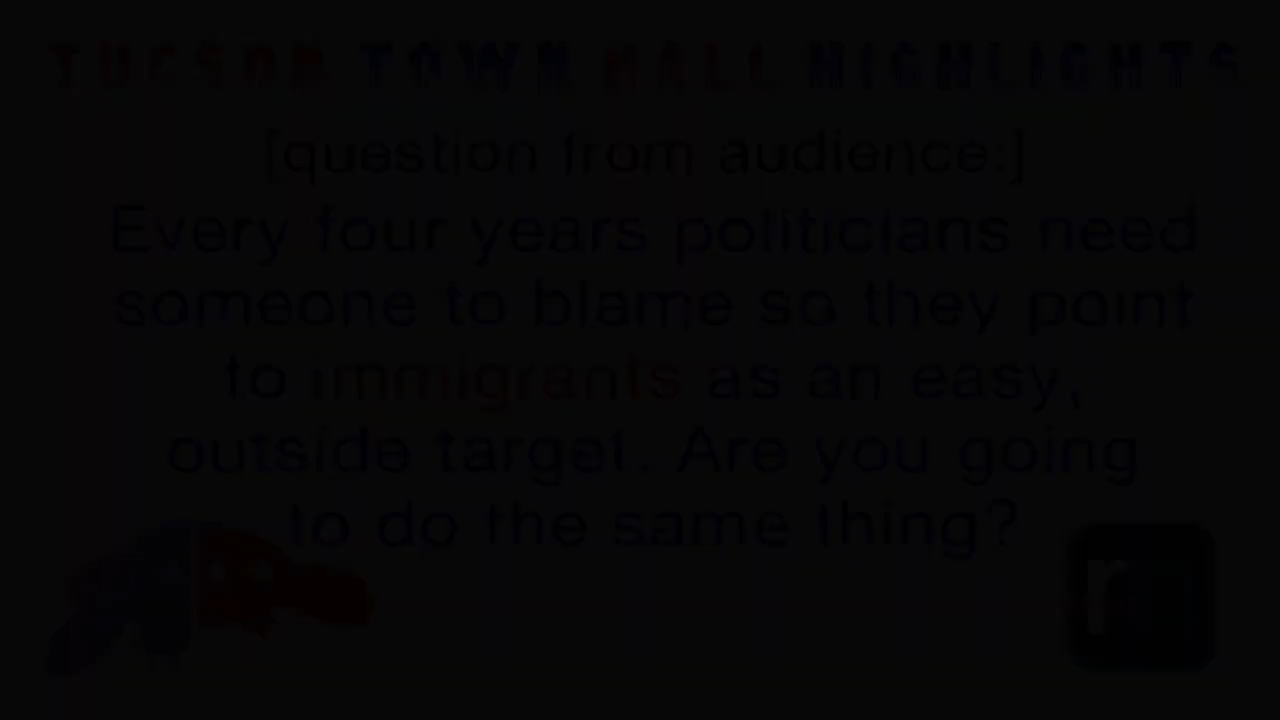 TUCSON TOWN HALL HIGHLIGHTS
[question from audience:]
Every four years politicians need
someone to blame so they point
to immigrants as an easy,
outside target. Are you going
to do the same thing?